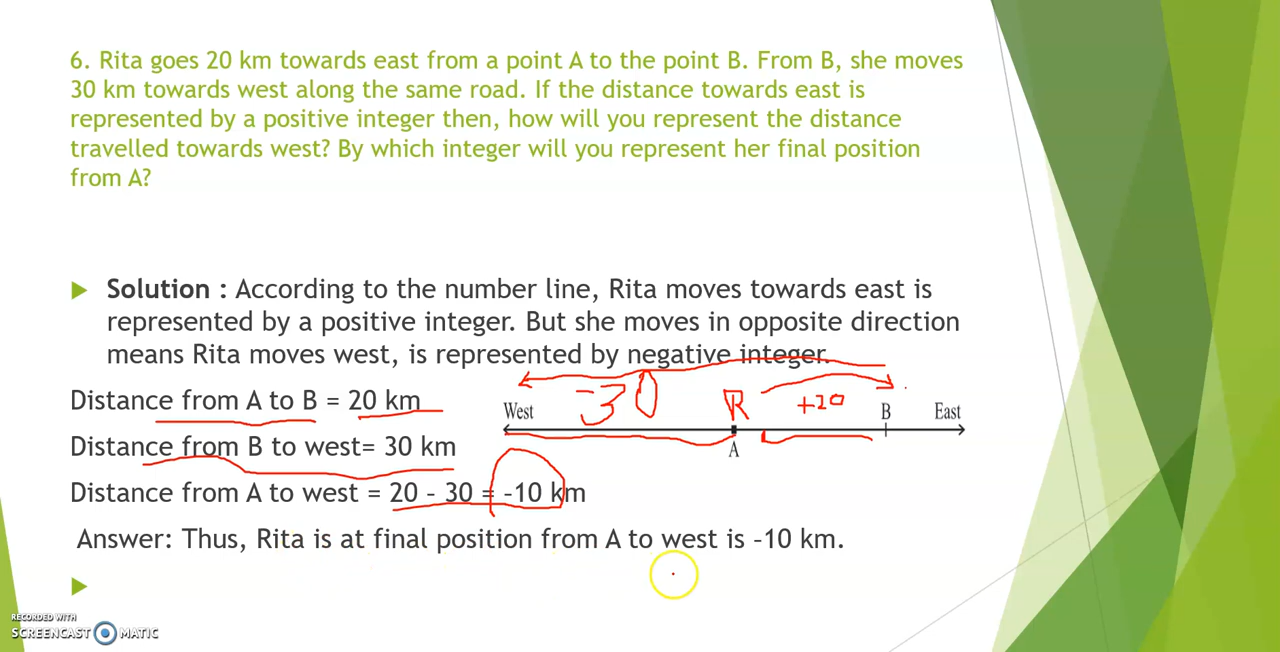 6. Rita goes 20 km towards east from a point A to the point B. From B, she moves
30 km towards west along the same road. If the distance towards east is
represented by a positive integer then, how will you represent the distance
travelled towards west? By which integer will you represent her final position
from A?
Solution : According to the number line, Rita moves towards east is
represented by a positive integer. But she moves in opposite direction
means Rita moves west, is represented by negative integer.
Distance from A to B = 20 km
West -30 R +20 B East
A
Distance from B to west= 30 km
Distance from A to west = 20 - 30 = -10 km
Answer: Thus, Rita is at final position from A to west is -10 km.
RECORDED WITH
SCREENCAST MATIC